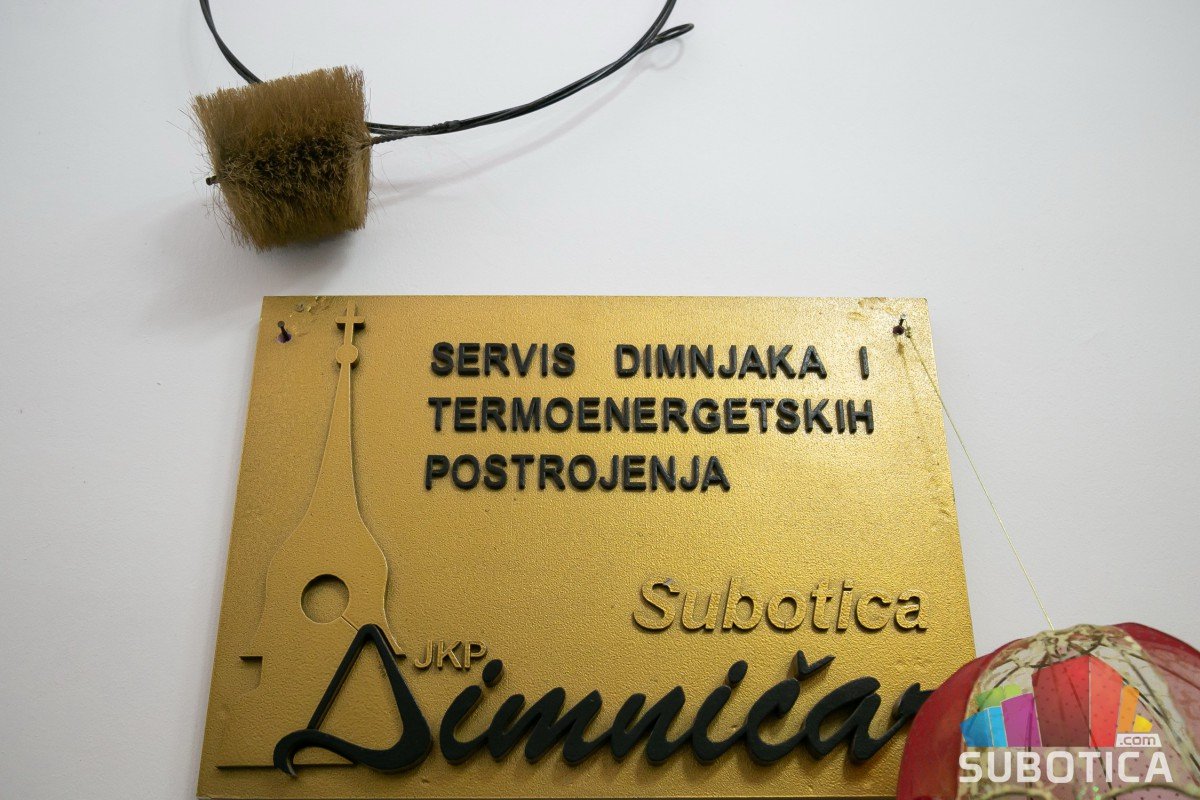 SERVIS DIMNJAKA I
TERMOENERGETSKIH
POSTROJENJA
Subotica
JKP
Dimničar
.com
SUBOTICA